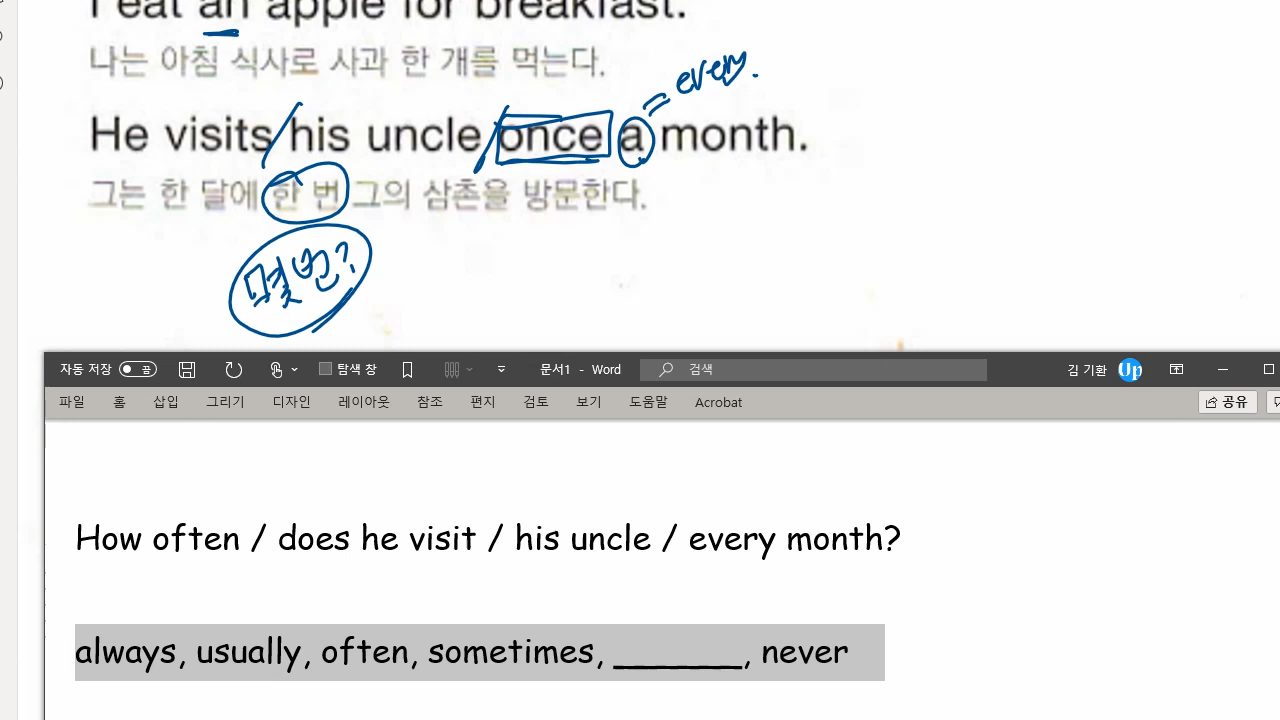 I eat an apple for breakfast.
나는 아침 식사로 사과 한 개를 먹는다.
= every.
He visits / his uncle / once a month.
그는 한 달에 한 번 그의 삼촌을 방문한다.
몇 번?
자동 저장 끔 탐색 창 문서1 - Word 검색 김 기환 Up
파일 홈 삽입 그리기 디자인 레이아웃 참조 편지 검토 보기 도움말 Acrobat 공유
How often / does he visit / his uncle / every month?
always, usually, often, sometimes, ______, never